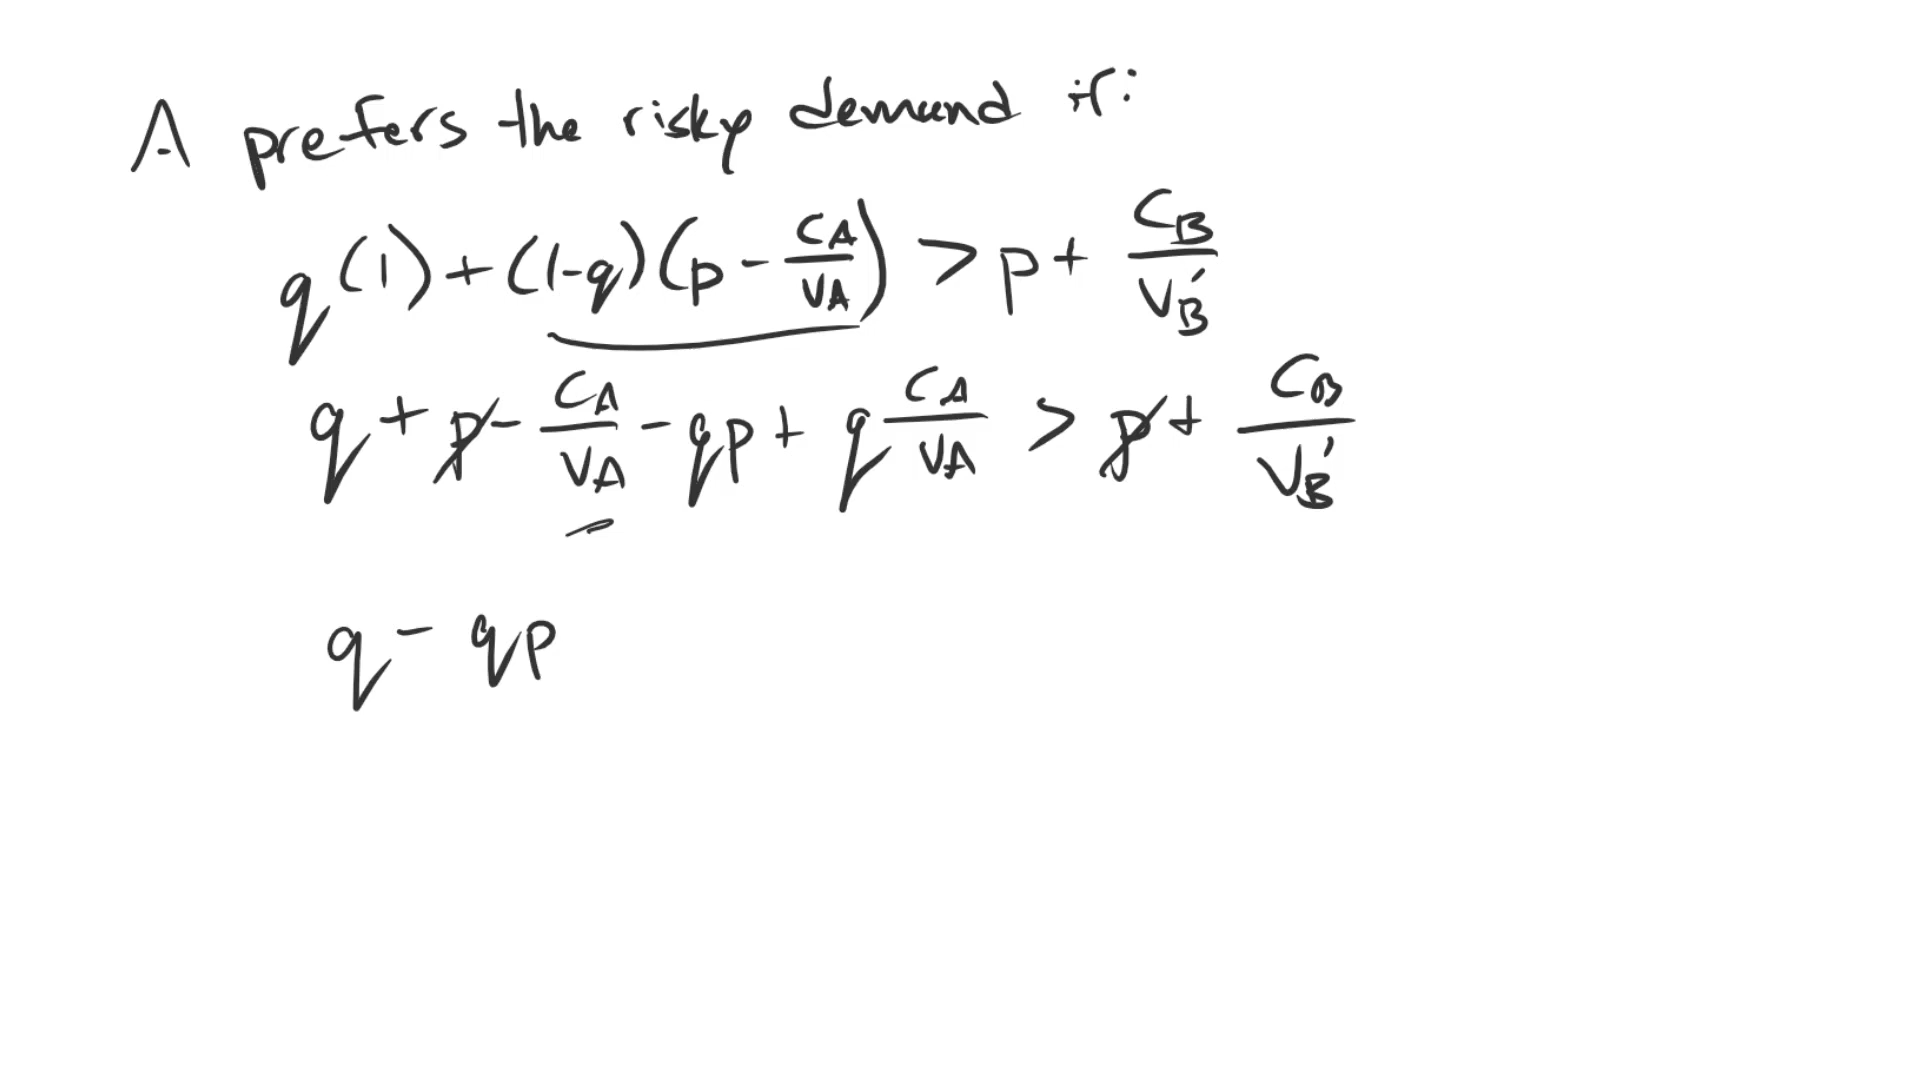 A prefers the risky demand if:
q(1) + (1-q)(p - CA/VA) > p + CB/VB'
q + p - CA/VA - qp + q CA/VA > p + CB/VB'
q - qp